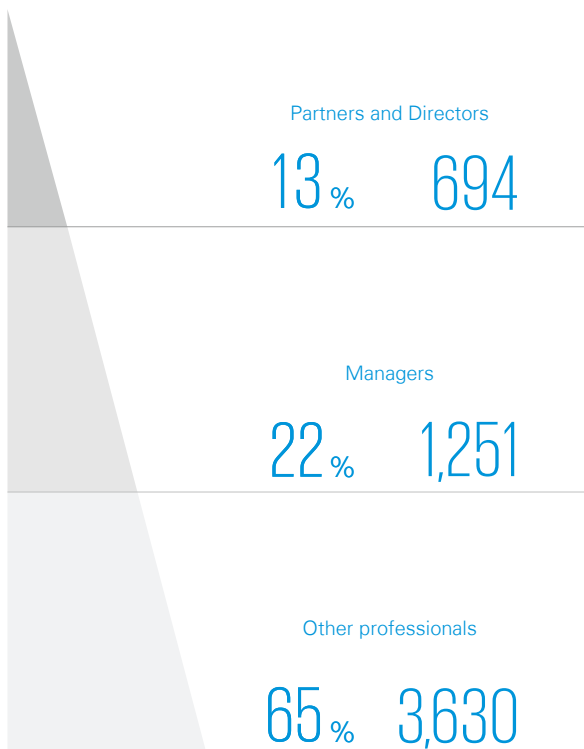 Partners and Directors
13 % 694
Managers
22 % 1,251
Other professionals
65 % 3,630